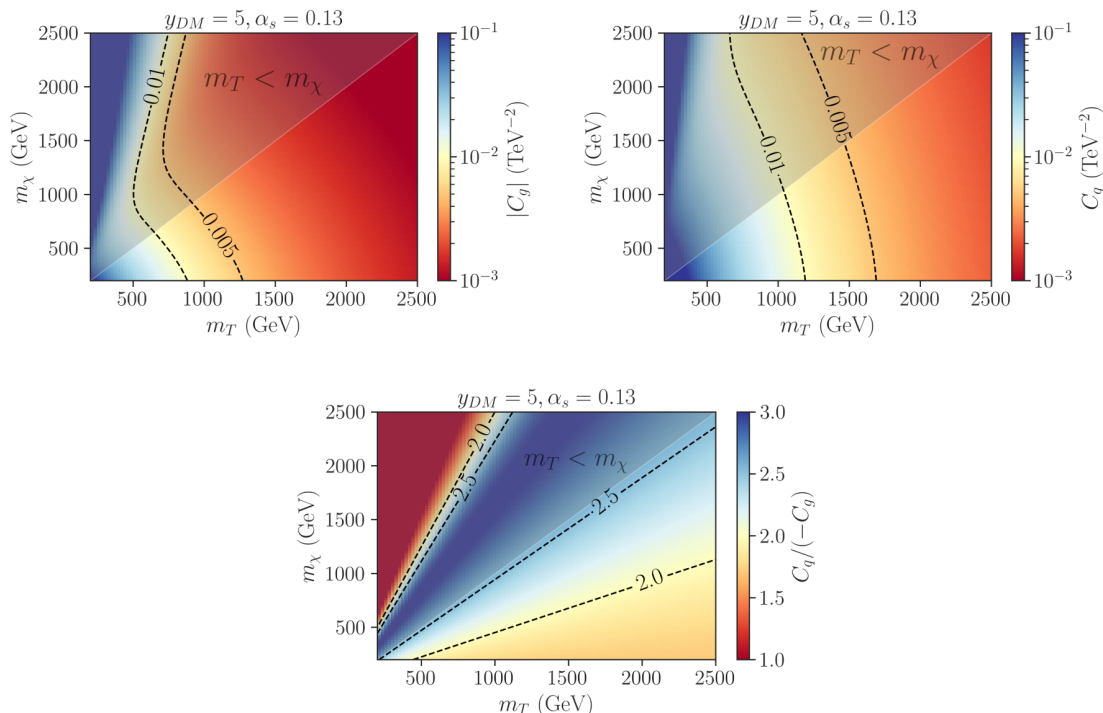 y_{DM} = 5, α_s = 0.13
2500
2000
1500
1000
500
m_χ (GeV)
0.01
0.005
m_T < m_χ
500 1000 1500 2000 2500
m_T (GeV)
10^{-1}
10^{-2}
10^{-3}
|C_g| (TeV^{-2})
y_{DM} = 5, α_s = 0.13
2500
2000
1500
1000
500
m_χ (GeV)
0.01
0.005
m_T < m_χ
500 1000 1500 2000 2500
m_T (GeV)
10^{-1}
10^{-2}
10^{-3}
C_q (TeV^{-2})
y_{DM} = 5, α_s = 0.13
2500
2000
1500
1000
500
m_χ (GeV)
2.0
2.5
m_T < m_χ
2.5
2.0
500 1000 1500 2000 2500
m_T (GeV)
3.0
2.5
2.0
1.5
1.0
C_q/(−C_g)